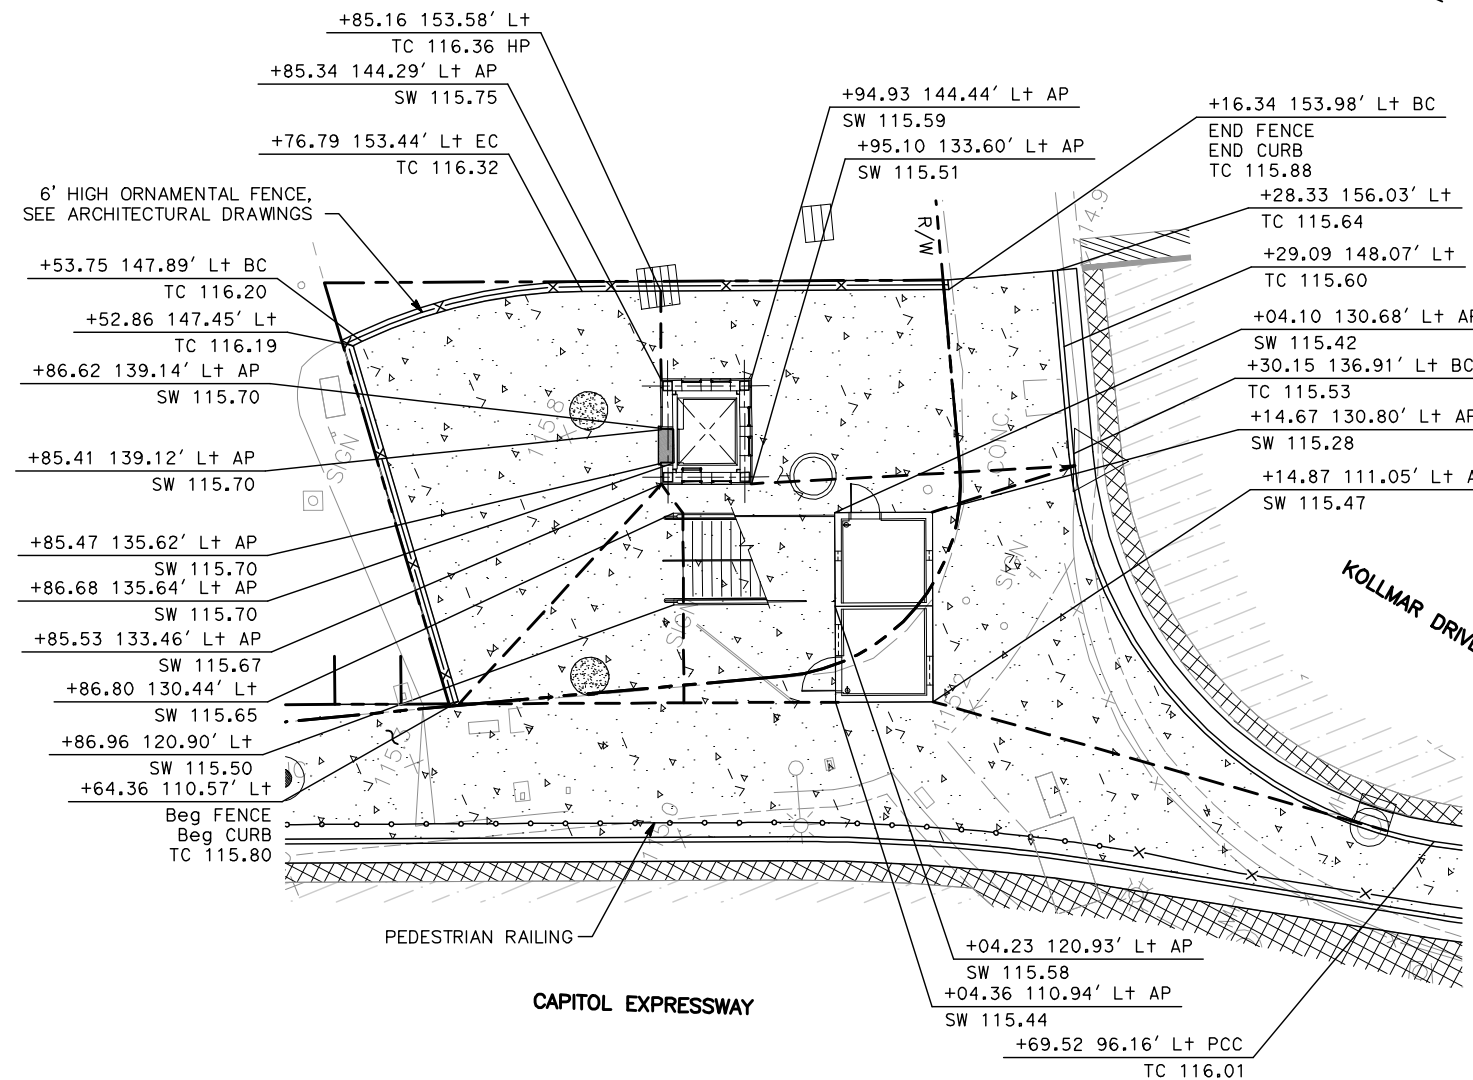 +85.16 153.58' Lt
TC 116.36 HP
+85.34 144.29' Lt AP
SW 115.75
+76.79 153.44' Lt EC
TC 116.32
6' HIGH ORNAMENTAL FENCE,
SEE ARCHITECTURAL DRAWINGS
+53.75 147.89' Lt BC
TC 116.20
+52.86 147.45' Lt
TC 116.19
+86.62 139.14' Lt AP
SW 115.70
+85.41 139.12' Lt AP
SW 115.70
+85.47 135.62' Lt AP
SW 115.70
+86.68 135.64' Lt AP
SW 115.70
+85.53 133.46' Lt AP
SW 115.67
+86.80 130.44' Lt
SW 115.65
+86.96 120.90' Lt
SW 115.50
+64.36 110.57' Lt
Beg FENCE
Beg CURB
TC 115.80
+94.93 144.44' Lt AP
SW 115.59
+95.10 133.60' Lt AP
SW 115.51
+16.34 153.98' Lt BC
END FENCE
END CURB
TC 115.88
+28.33 156.03' Lt
TC 115.64
+29.09 148.07' Lt
TC 115.60
+04.10 130.68' Lt AP
SW 115.42
+30.15 136.91' Lt BC
TC 115.53
+14.67 130.80' Lt AP
SW 115.28
+14.87 111.05' Lt A
SW 115.47
R/W
114.9
115.8
SIGN
CONC
SIGN
SIGN
KOLLMAR DRIVE
PEDESTRIAN RAILING
CAPITOL EXPRESSWAY
+04.23 120.93' Lt AP
SW 115.58
+04.36 110.94' Lt AP
SW 115.44
+69.52 96.16' Lt PCC
TC 116.01